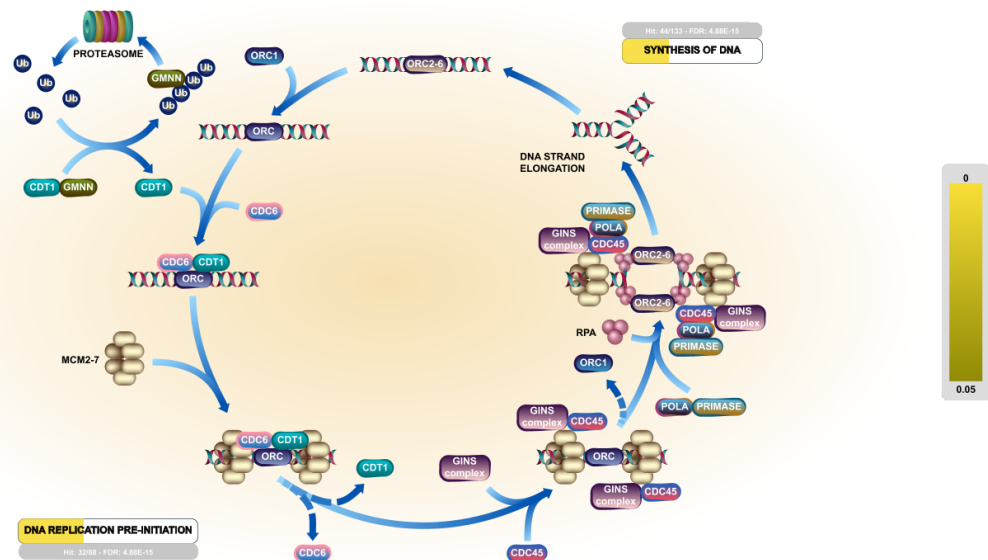 Hit: 44/133 - FDR: 4.88E-15
SYNTHESIS OF DNA
PROTEASOME
Ub
Ub
Ub
Ub
GMNN
Ub
Ub
Ub
Ub
ORC1
ORC2-6
ORC
DNA STRAND
ELONGATION
CDT1
GMNN
CDT1
CDC6
PRIMASE
POLA
GINS
complex
CDC45
ORC2-6
CDC6
CDT1
ORC
ORC2-6
CDC45
GINS
complex
POLA
PRIMASE
RPA
MCM2-7
ORC1
POLA
PRIMASE
GINS
complex
CDC45
CDC6
CDT1
ORC
ORC
CDT1
GINS
complex
GINS
complex
CDC45
DNA REPLICATION PRE-INITIATION
Hit: 32/88 - FDR: 4.88E-15
CDC6
CDC45
0
0.05